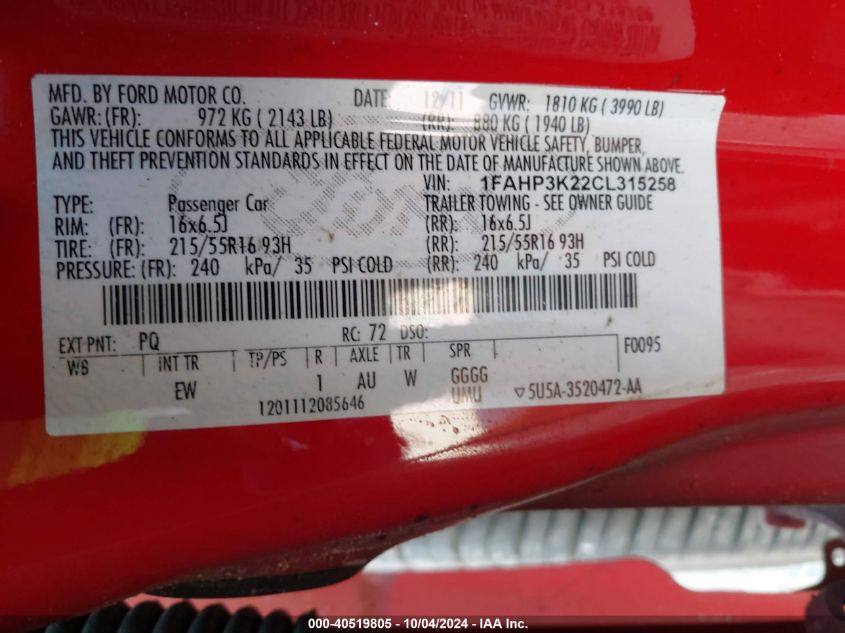 MFD. BY FORD MOTOR CO. DATE: 12/11 GVWR: 1810 KG ( 3990 LB)
GAWR: (FR): 972 KG ( 2143 LB) (RR): 880 KG ( 1940 LB)
THIS VEHICLE CONFORMS TO ALL APPLICABLE FEDERAL MOTOR VEHICLE SAFETY, BUMPER,
AND THEFT PREVENTION STANDARDS IN EFFECT ON THE DATE OF MANUFACTURE SHOWN ABOVE.
VIN: 1FAHP3K22CL315258
TYPE: Passenger Car TRAILER TOWING - SEE OWNER GUIDE
RIM: (FR): 16x6.5J (RR): 16x6.5J
TIRE: (FR): 215/55R16 93H (RR): 215/55R16 93H
PRESSURE: (FR): 240 kPa/ 35 PSI COLD (RR): 240 kPa/ 35 PSI COLD
EXT PNT: PQ RC: 72 DSO: F0095
WB INT TR TP/PS R AXLE TR SPR
EW 1 AU W GGGG
UMU ▽5U5A-3520472-AA
1201112085646
000-40519805 - 10/04/2024 - IAA Inc.